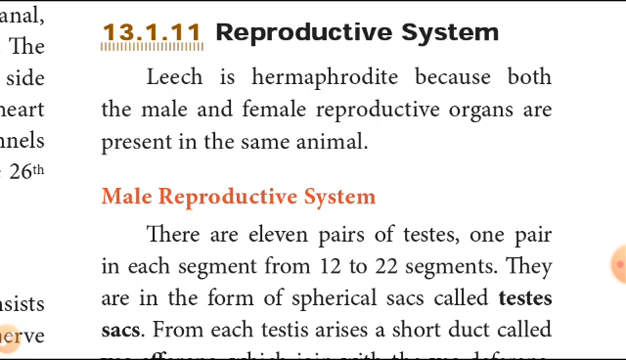 anal,
The
side
heart
nnels
26th
nsists
nerve
13.1.11 Reproductive System
Leech is hermaphrodite because both
the male and female reproductive organs are
present in the same animal.
Male Reproductive System
There are eleven pairs of testes, one pair
in each segment from 12 to 22 segments. They
are in the form of spherical sacs called testes
sacs. From each testis arises a short duct called